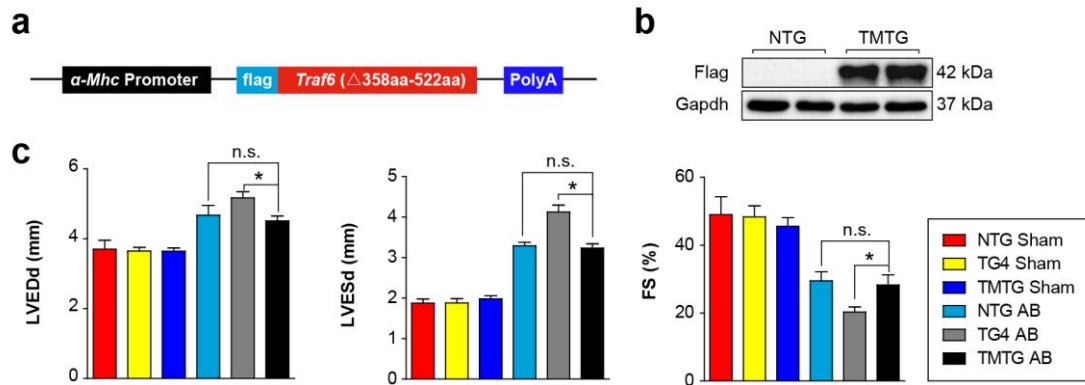 a
α-Mhc Promoter flag Traf6 (△358aa-522aa) PolyA
b
NTG TMTG
Flag 42 kDa
Gapdh 37 kDa
c
LVEDd (mm)
6
4
2
0
n.s.
*
LVESd (mm)
5
4
3
2
1
0
n.s.
*
FS (%)
60
40
20
0
n.s.
*
NTG Sham
TG4 Sham
TMTG Sham
NTG AB
TG4 AB
TMTG AB